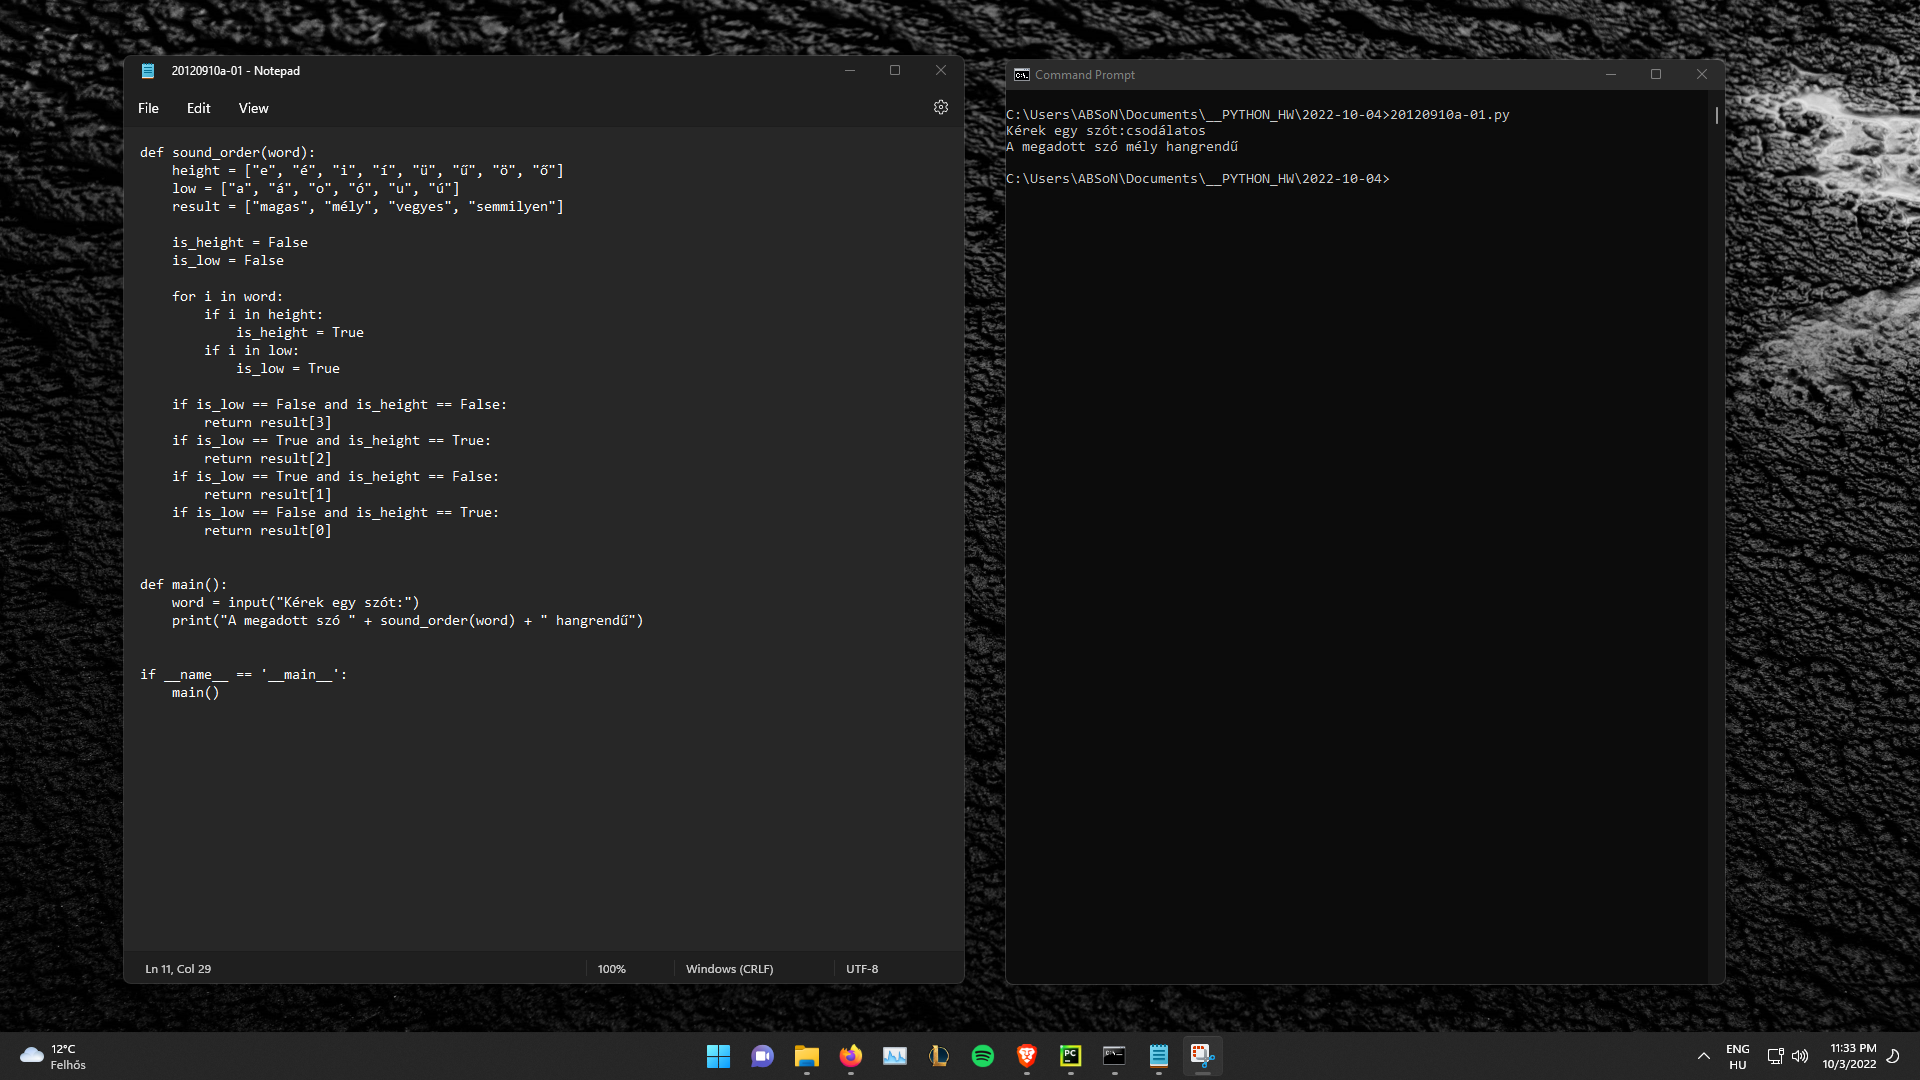 20120910a-01 - Notepad
File Edit View
def sound_order(word):
    height = ["e", "é", "i", "í", "ü", "ű", "ö", "ő"]
    low = ["a", "á", "o", "ó", "u", "ú"]
    result = ["magas", "mély", "vegyes", "semmilyen"]
    is_height = False
    is_low = False
    for i in word:
        if i in height:
            is_height = True
        if i in low:
            is_low = True
    if is_low == False and is_height == False:
        return result[3]
    if is_low == True and is_height == True:
        return result[2]
    if is_low == True and is_height == False:
        return result[1]
    if is_low == False and is_height == True:
        return result[0]
def main():
    word = input("Kérek egy szót:")
    print("A megadott szó " + sound_order(word) + " hangrendű")
if __name__ == '__main__':
    main()
Ln 11, Col 29 100% Windows (CRLF) UTF-8
Command Prompt
C:\Users\ABSoN\Documents\__PYTHON_HW\2022-10-04>20120910a-01.py
Kérek egy szót:csodálatos
A megadott szó mély hangrendű
C:\Users\ABSoN\Documents\__PYTHON_HW\2022-10-04>
12°C
Felhős
PC
ENG
HU
11:33 PM
10/3/2022